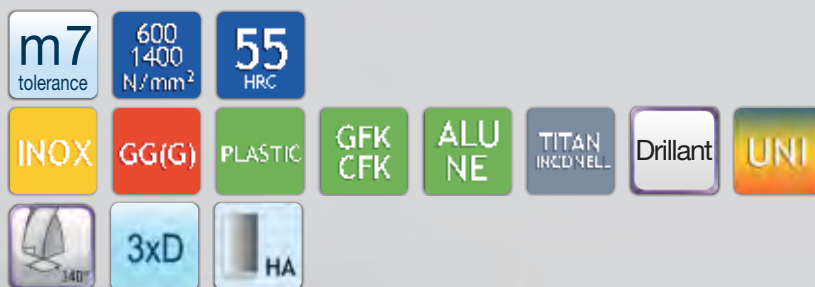 m7
tolerance
600
1400
N/mm²
55
HRC
INOX
GG(G)
PLASTIC
GFK
CFK
ALU
NE
TITAN
INCONELL
Drillant
UNI
140°
3xD
HA